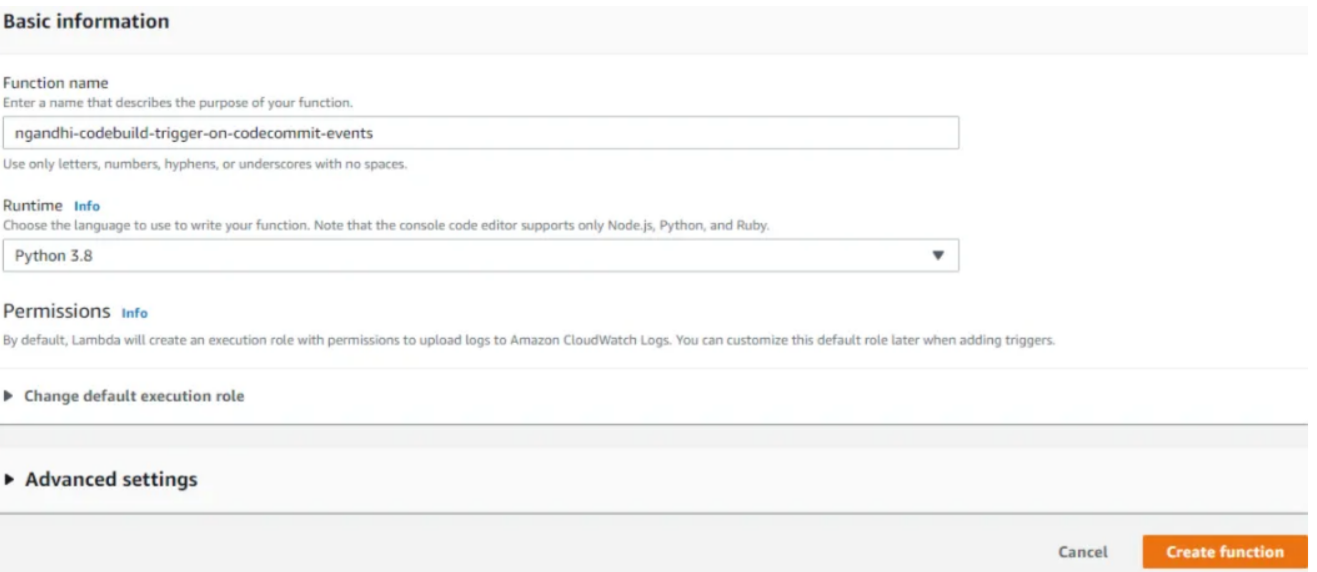 Basic information
Function name
Enter a name that describes the purpose of your function.
ngandhi-codebuild-trigger-on-codecommit-events
Use only letters, numbers, hyphens, or underscores with no spaces.
Runtime Info
Choose the language to use to write your function. Note that the console code editor supports only Node.js, Python, and Ruby.
Python 3.8
Permissions Info
By default, Lambda will create an execution role with permissions to upload logs to Amazon CloudWatch Logs. You can customize this default role later when adding triggers.
Change default execution role
Advanced settings
Cancel Create function